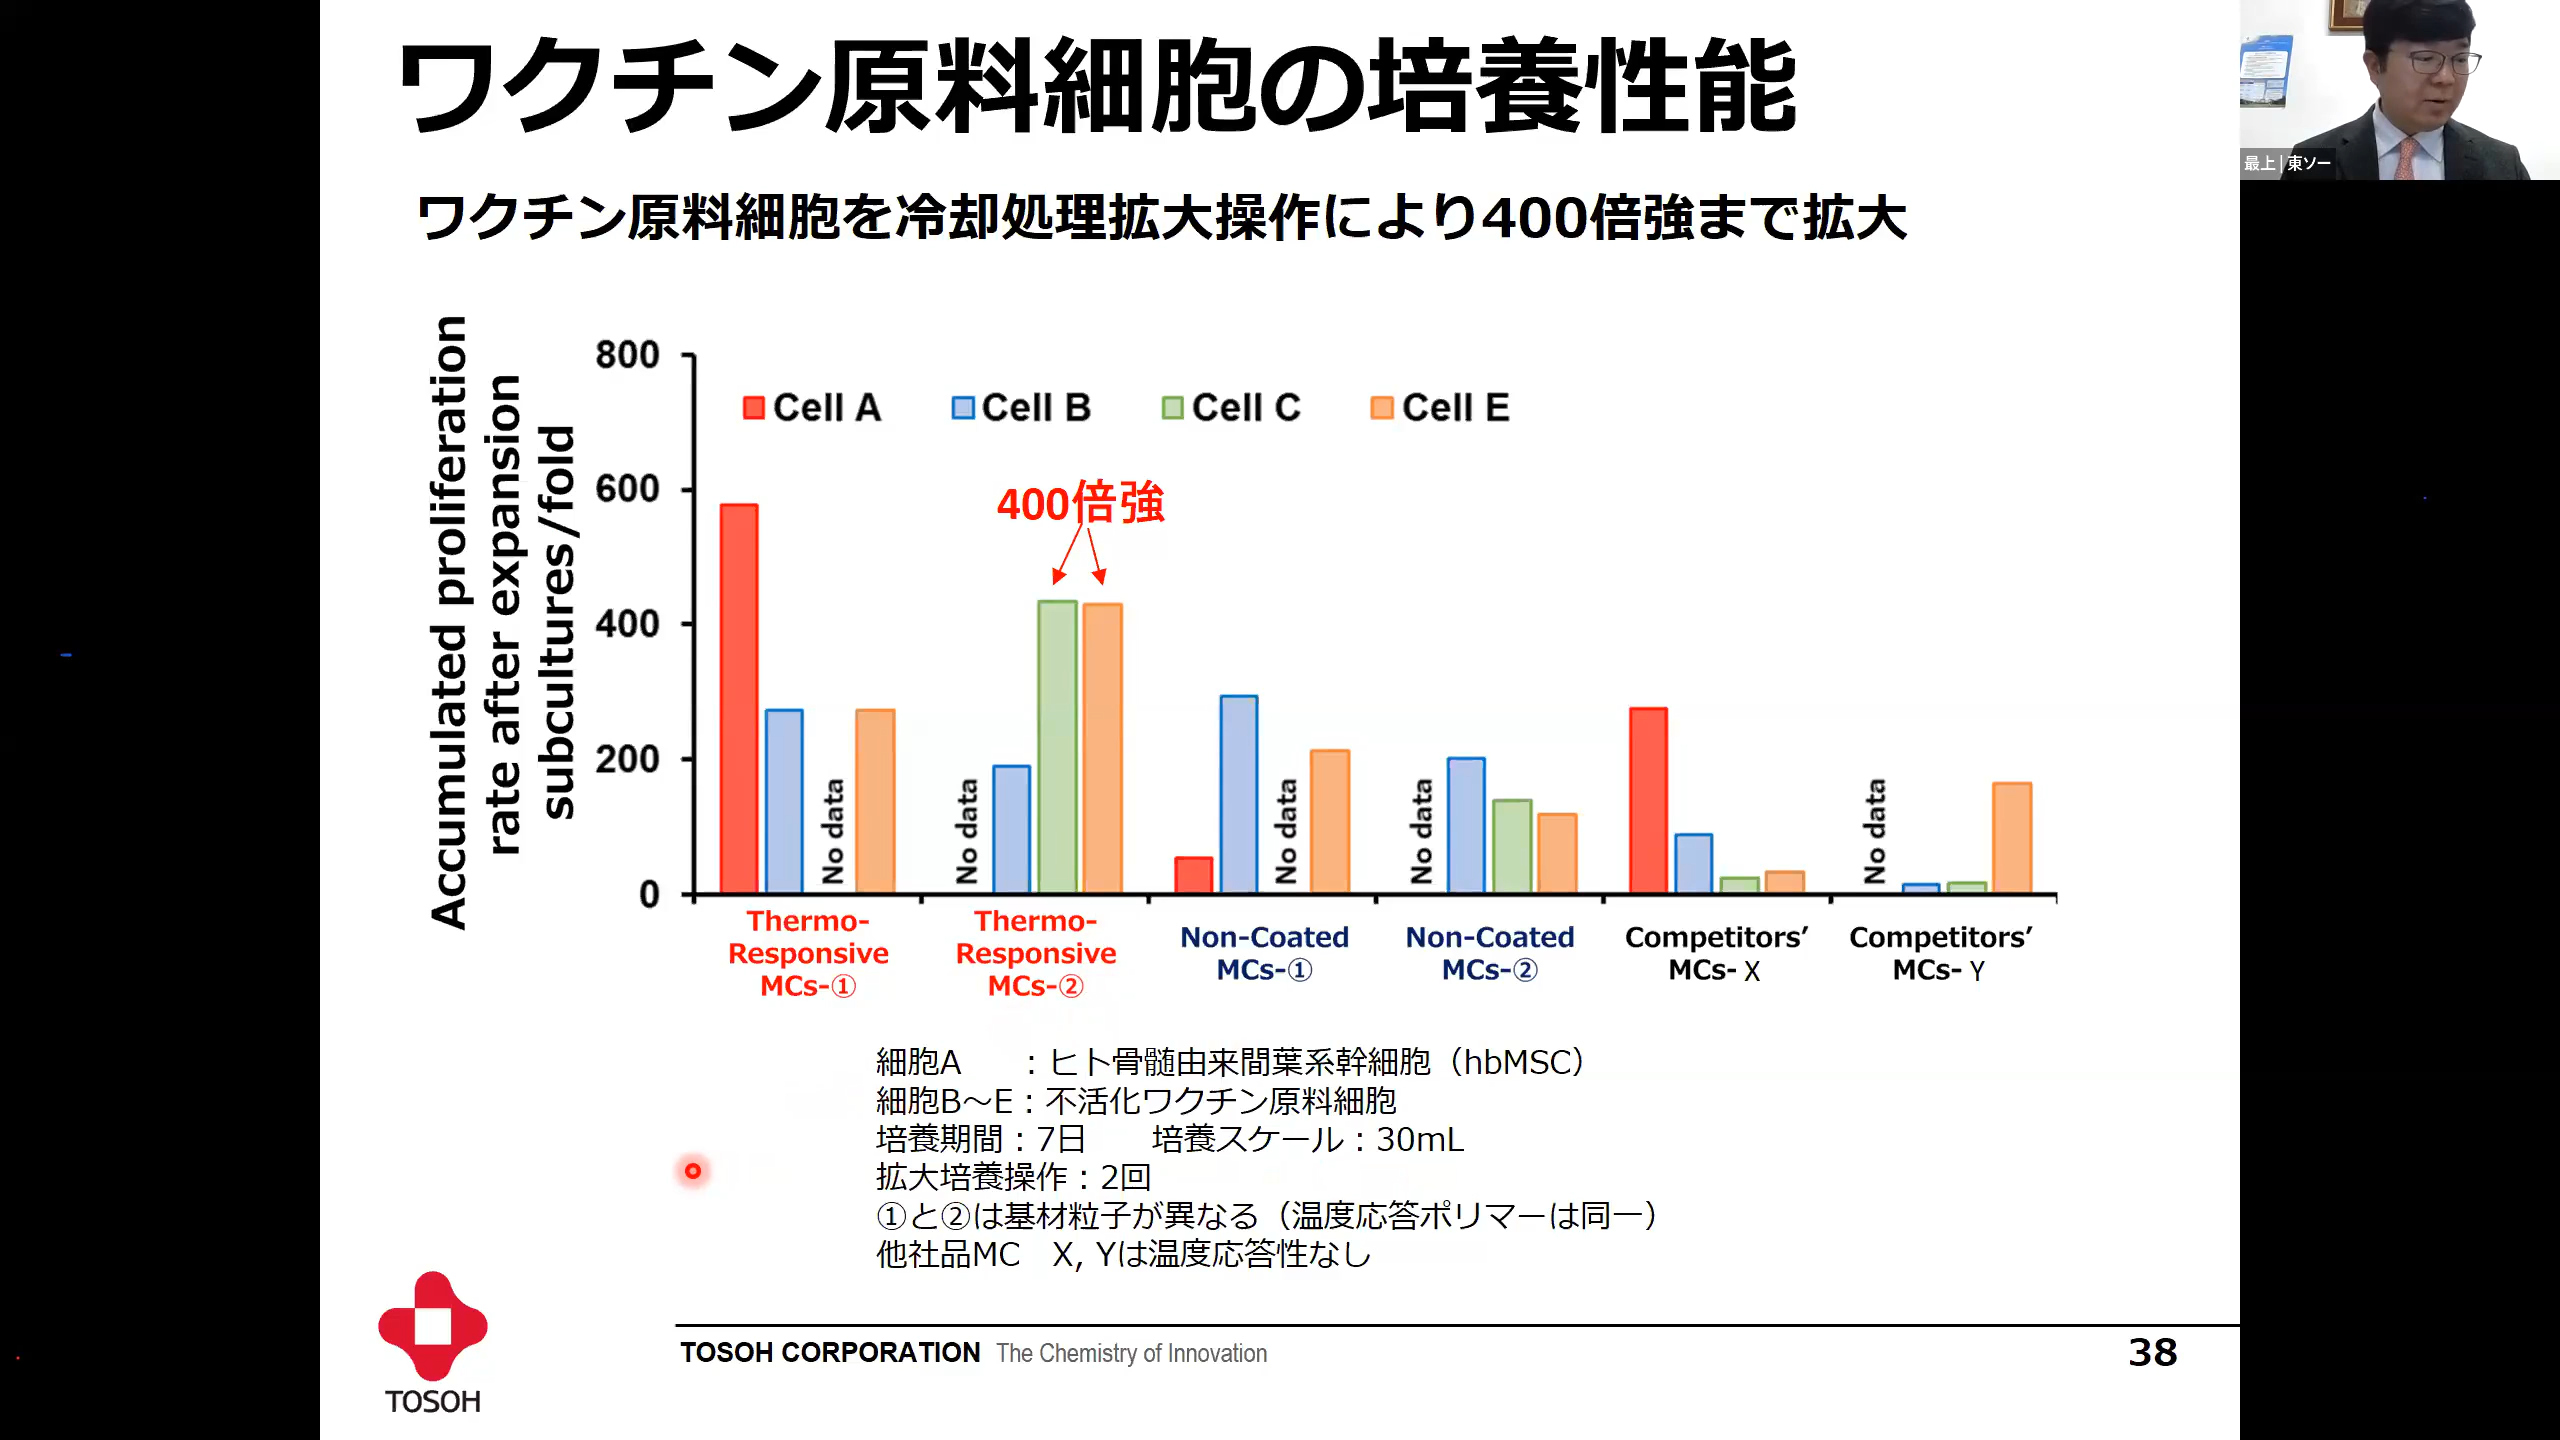 ワクチン原料細胞の培養性能
最上 | 東ソー
ワクチン原料細胞を冷却処理拡大操作により400倍強まで拡大
Accumulated proliferation
rate after expansion
subcultures/fold
800
600
400
200
0
Cell A Cell B Cell C Cell E
400倍強
No data
No data
No data
No data
No data
Thermo-
Responsive
MCs-①
Thermo-
Responsive
MCs-②
Non-Coated
MCs-①
Non-Coated
MCs-②
Competitors’
MCs- X
Competitors’
MCs- Y
細胞A ：ヒト骨髄由来間葉系幹細胞（hbMSC）
細胞B～E：不活化ワクチン原料細胞
培養期間：7日 培養スケール：30mL
拡大培養操作：2回
①と②は基材粒子が異なる（温度応答ポリマーは同一）
他社品MC X, Yは温度応答性なし
TOSOH
TOSOH CORPORATION The Chemistry of Innovation
38